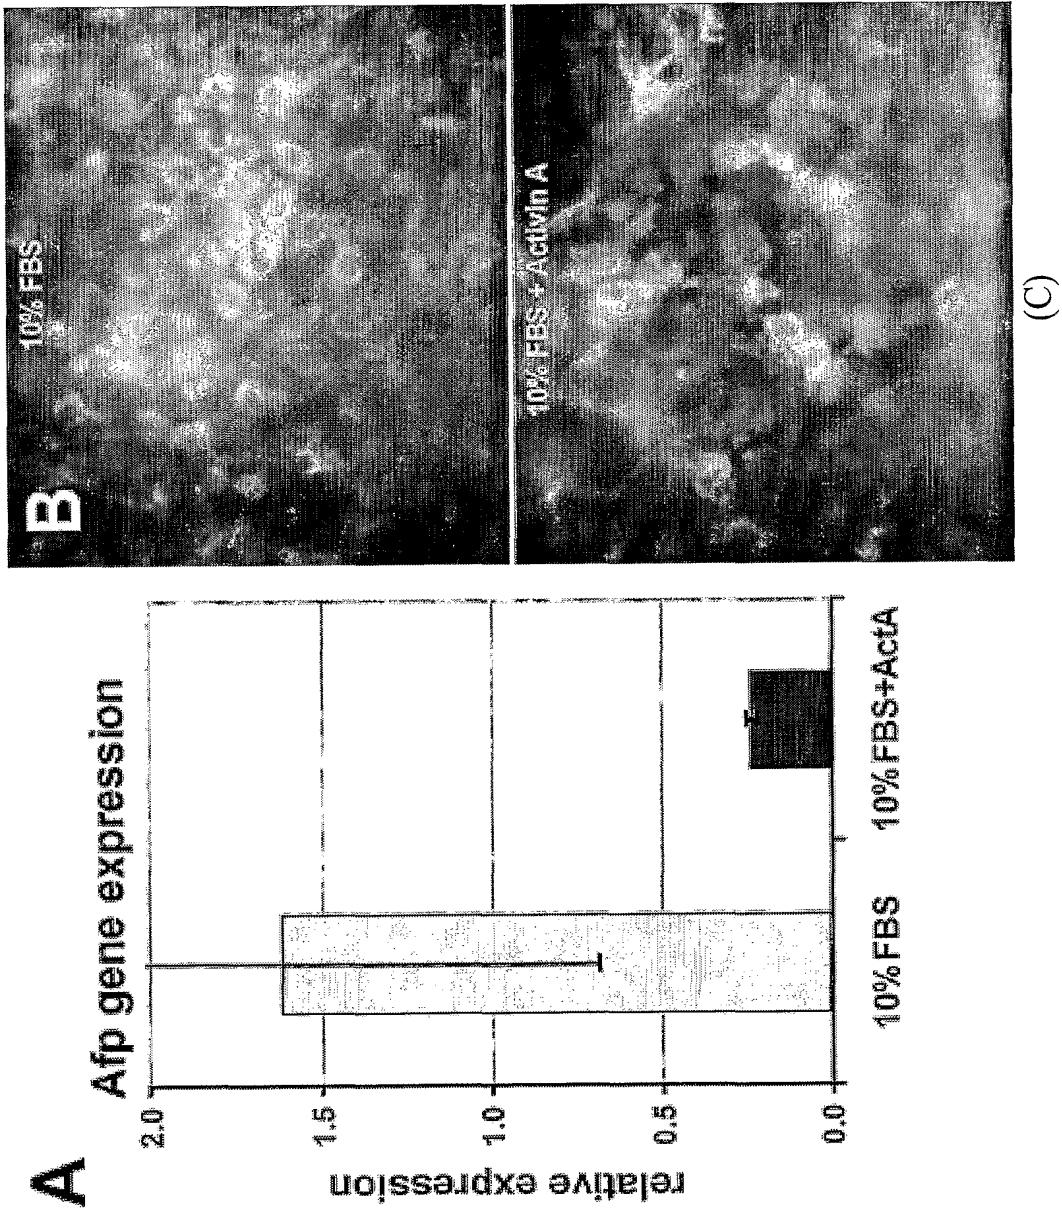 A
Afp gene expression
relative expression
2.0
1.5
1.0
0.5
0.0
10% FBS
10% FBS+ActA
B
10% FBS
10% FBS + Activin A
(C)